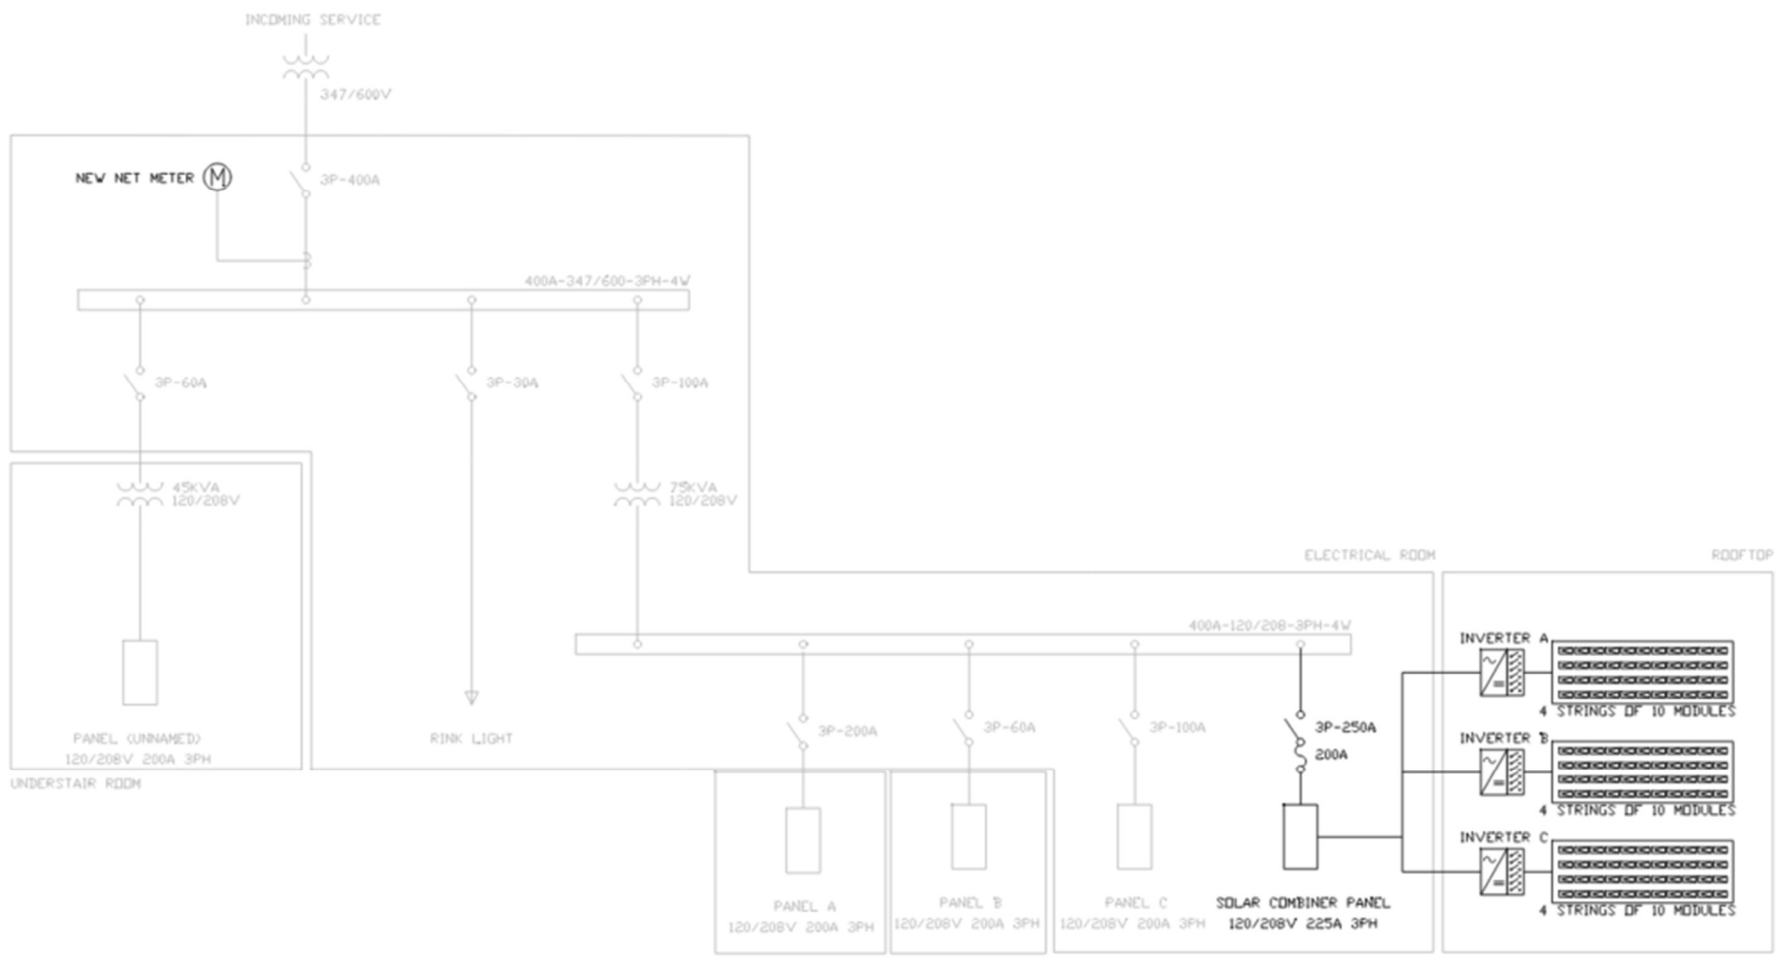 INCOMING SERVICE
347/600V
NEW NET METER M
3P-400A
400A-347/600-3PH-4W
3P-60A
3P-30A
3P-100A
45KVA
120/208V
75KVA
120/208V
ELECTRICAL ROOM
ROOFTOP
400A-120/208-3PH-4W
INVERTER A
4 STRINGS OF 10 MODULES
3P-200A
3P-60A
3P-100A
3P-250A
200A
INVERTER B
4 STRINGS OF 10 MODULES
PANEL (UNNAMED)
120/208V 200A 3PH
RINK LIGHT
UNDERSTAIR ROOM
INVERTER C
4 STRINGS OF 10 MODULES
PANEL A
120/208V 200A 3PH
PANEL B
120/208V 200A 3PH
PANEL C
120/208V 200A 3PH
SOLAR COMBINER PANEL
120/208V 225A 3PH